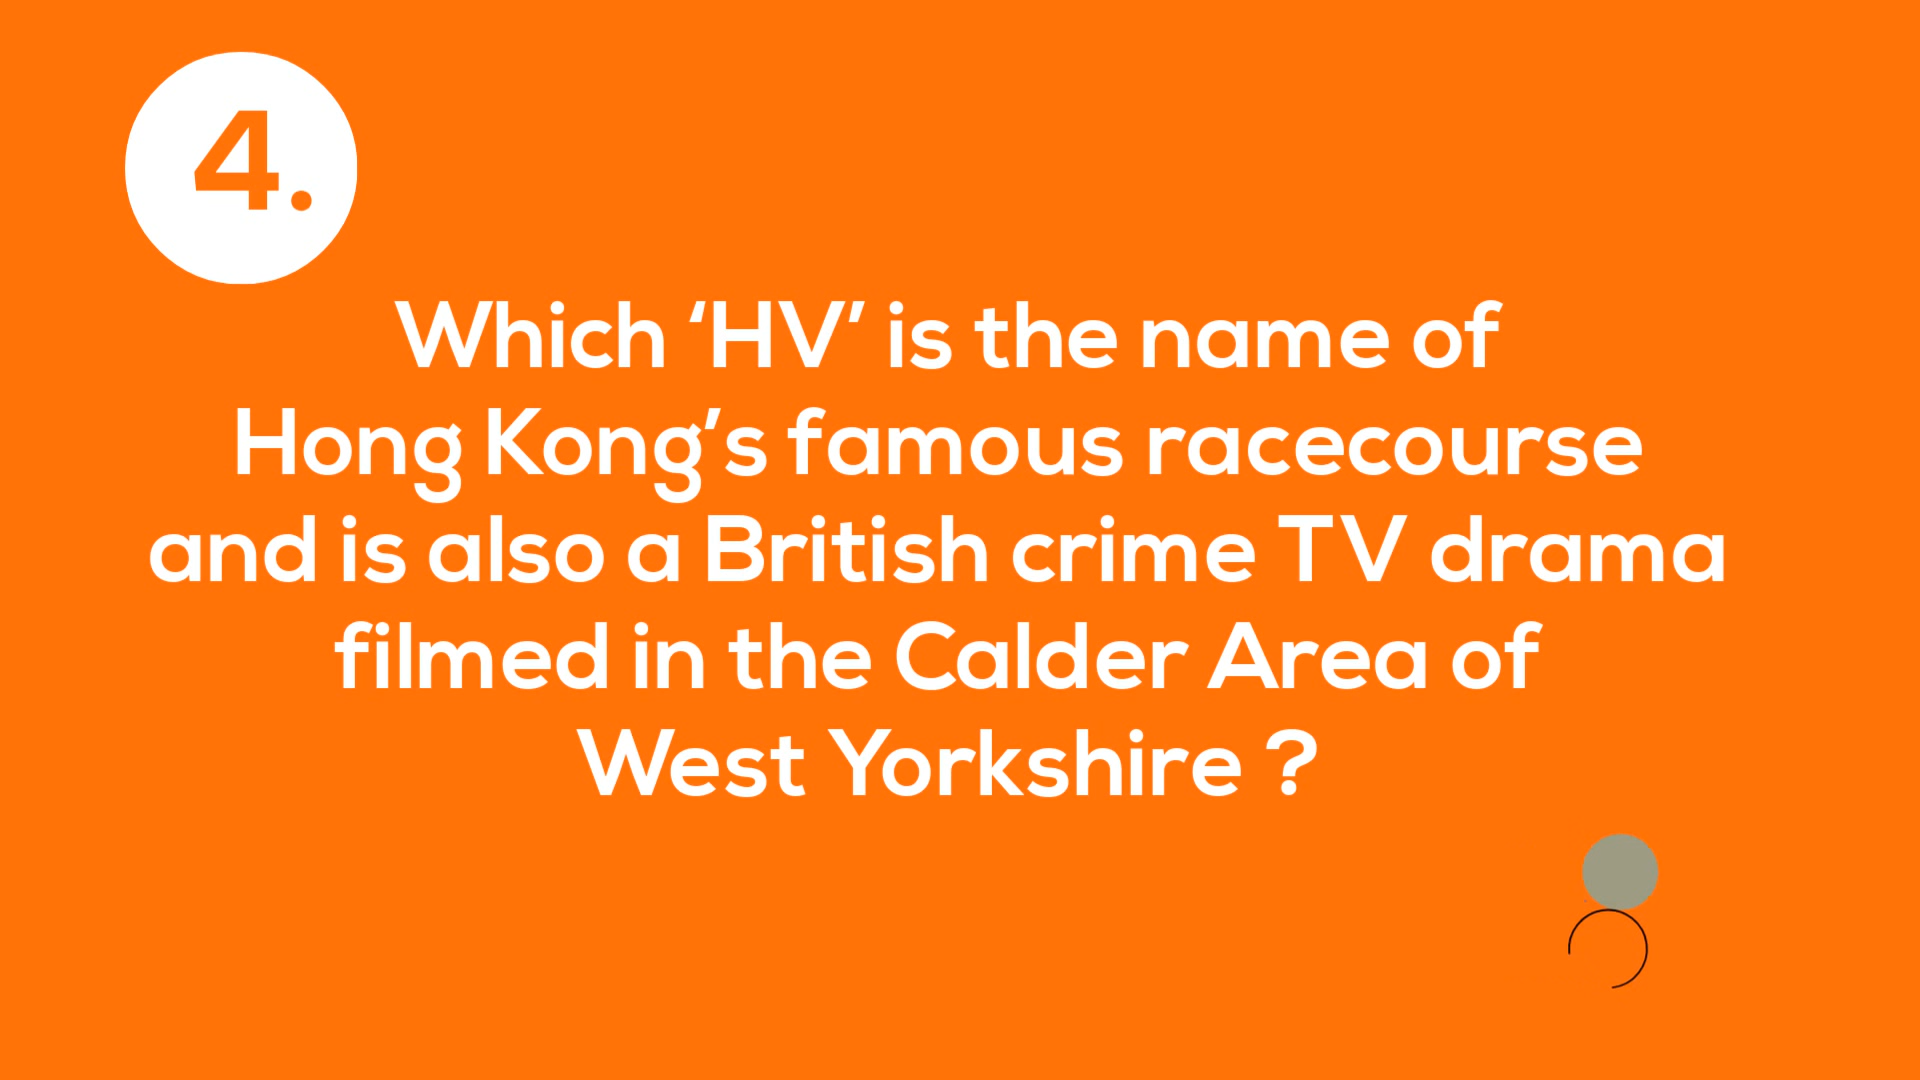 4.
Which ‘HV’ is the name of
Hong Kong’s famous racecourse
and is also a British crime TV drama
filmed in the Calder Area of
West Yorkshire ?